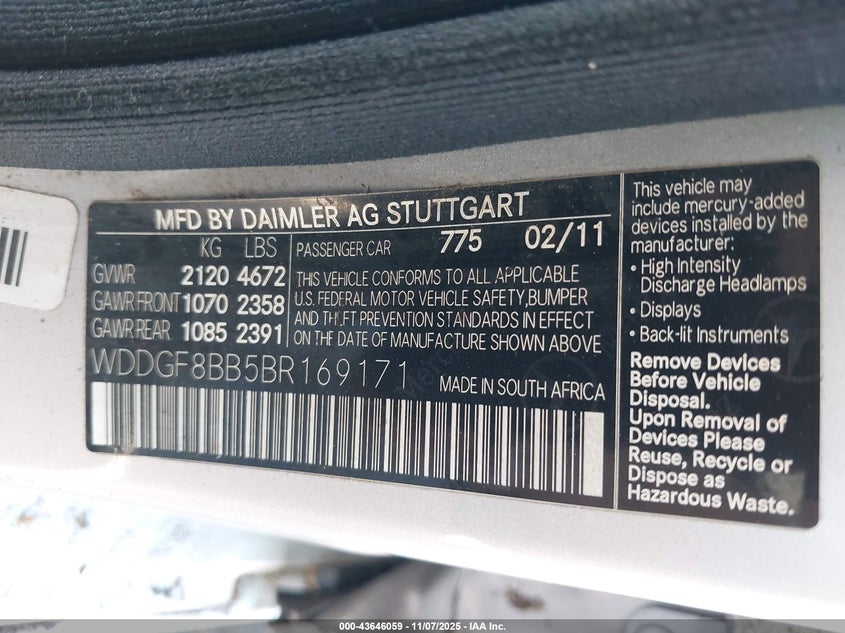 MFD BY DAIMLER AG STUTTGART
KG LBS
GVWR 2120 4672
GAWR FRONT 1070 2358
GAWR REAR 1085 2391
PASSENGER CAR 775 02/11
THIS VEHICLE CONFORMS TO ALL APPLICABLE
U.S. FEDERAL MOTOR VEHICLE SAFETY, BUMPER
AND THEFT PREVENTION STANDARDS IN EFFECT
ON THE DATE OF MANUFACTURE SHOWN ABOVE
WDDGF8BB5BR169171
MADE IN SOUTH AFRICA
This vehicle may
include mercury-added
devices installed by the
manufacturer:
• High Intensity
Discharge Headlamps
• Displays
• Back-lit Instruments
Remove Devices
Before Vehicle
Disposal.
Upon Removal of
Devices Please
Reuse, Recycle or
Dispose as
Hazardous Waste.
000-43646059 - 11/07/2025 - IAA Inc.